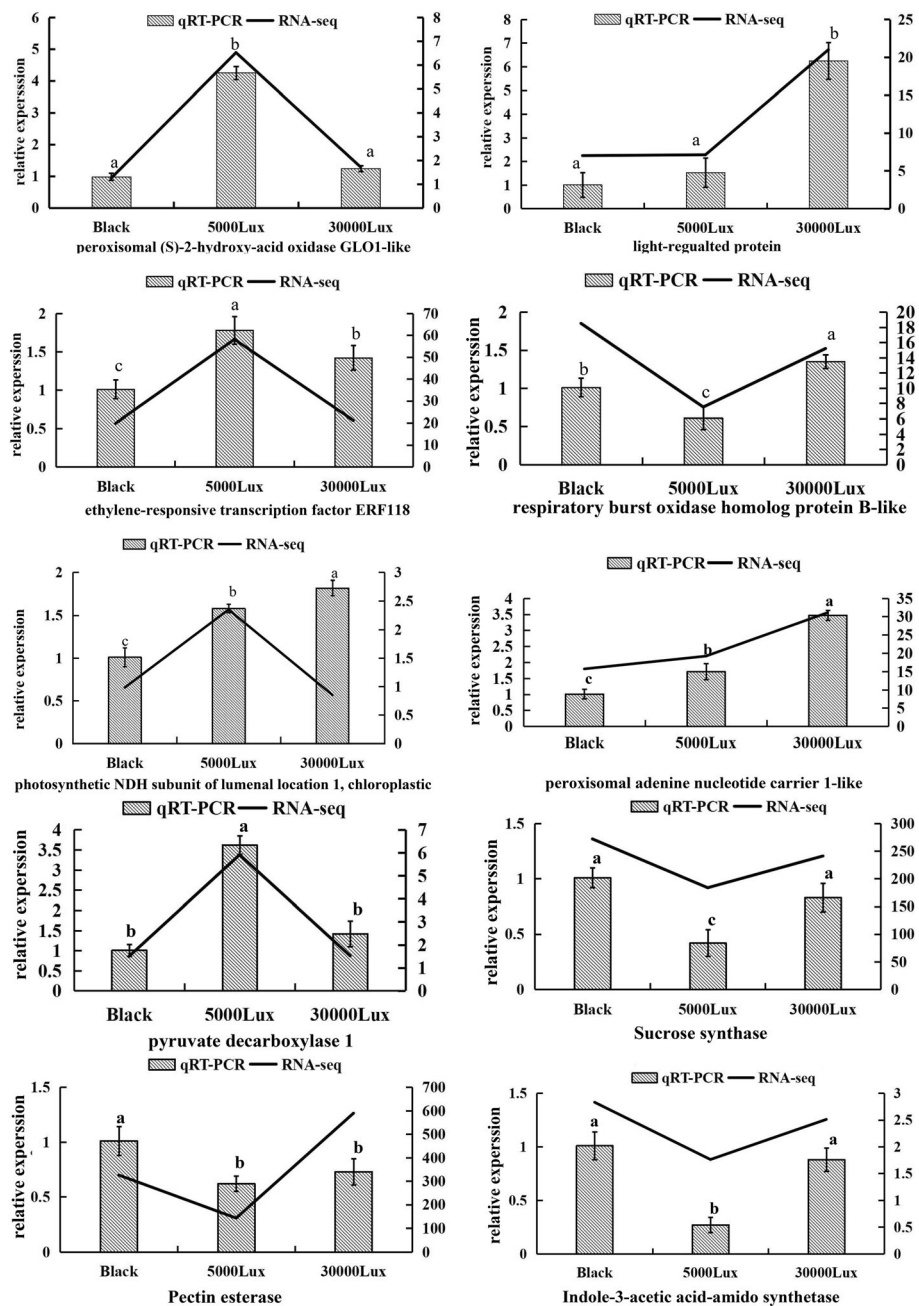 qRT-PCR RNA-seq
relative experssion
6
5
4
3
2
1
0
8
7
6
5
4
3
2
1
0
a
b
a
Black 5000Lux 30000Lux
peroxisomal (S)-2-hydroxy-acid oxidase GLO1-like
qRT-PCR RNA-seq
relative experssion
8
7
6
5
4
3
2
1
0
25
20
15
10
5
0
a
a
b
Black 5000Lux 30000Lux
light-regualted protein
qRT-PCR RNA-seq
relative experssion
2
1.5
1
0.5
0
70
60
50
40
30
20
10
0
c
a
b
Black 5000Lux 30000Lux
ethylene-responsive transcription factor ERF118
qRT-PCR RNA-seq
relative experssion
2
1.5
1
0.5
0
20
18
16
14
12
10
8
6
4
2
0
b
c
a
Black 5000Lux 30000Lux
respiratory burst oxidase homolog protein B-like
qRT-PCR RNA-seq
relative experssion
2
1.5
1
0.5
0
3
2.5
2
1.5
1
0.5
0
c
b
a
Black 5000Lux 30000Lux
photosynthetic NDH subunit of lumenal location 1, chloroplastic
qRT-PCR RNA-seq
relative experssion
4
3.5
3
2.5
2
1.5
1
0.5
0
35
30
25
20
15
10
5
0
c
b
a
Black 5000Lux 30000Lux
peroxisomal adenine nucleotide carrier 1-like
qRT-PCR RNA-seq
relative experssion
4
3.5
3
2.5
2
1.5
1
0.5
0
7
6
5
4
3
2
1
0
b
a
b
Black 5000Lux 30000Lux
pyruvate decarboxylase 1
qRT-PCR RNA-seq
relative experssion
1.5
1
0.5
0
300
250
200
150
100
50
0
a
c
a
Black 5000Lux 30000Lux
Sucrose synthase
qRT-PCR RNA-seq
relative experssion
1.5
1
0.5
0
700
600
500
400
300
200
100
0
a
b
b
Black 5000Lux 30000Lux
Pectin esterase
qRT-PCR RNA-seq
relative experssion
1.5
1
0.5
0
3
2.5
2
1.5
1
0.5
0
a
b
a
Black 5000Lux 30000Lux
Indole-3-acetic acid-amido synthetase